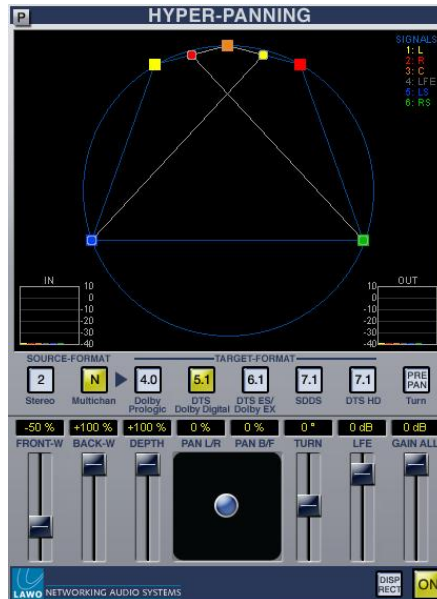 P HYPER-PANNING
SIGNALS
1: L
2: R
3: C
4: LFE
5: LS
6: RS
IN
10
0
-10
-20
-30
-40
OUT
10
0
-10
-20
-30
-40
SOURCE-FORMAT TARGET-FORMAT
2 N 4.0 5.1 6.1 7.1 7.1 PRE PAN
Stereo Multichan Dolby Prologic DTS Dolby Digital DTS ES/ Dolby EX SDDS DTS HD Turn
-50 % +100 % +100 % 0 % 0 % 0 ° 0 dB 0 dB
FRONT-W BACK-W DEPTH PAN L/R PAN B/F TURN LFE GAIN ALL
LAWO NETWORKING AUDIO SYSTEMS DISP RECT ON